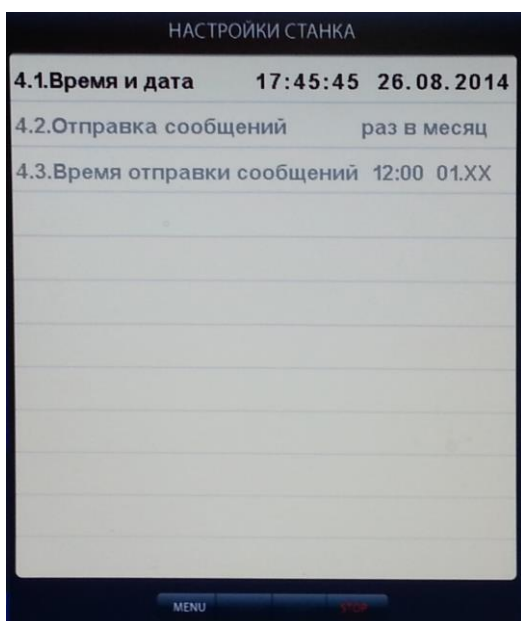 НАСТРОЙКИ СТАНКА
4.1.Время и дата 17:45:45 26.08.2014
4.2.Отправка сообщений раз в месяц
4.3.Время отправки сообщений 12:00 01.XX
MENU STOP